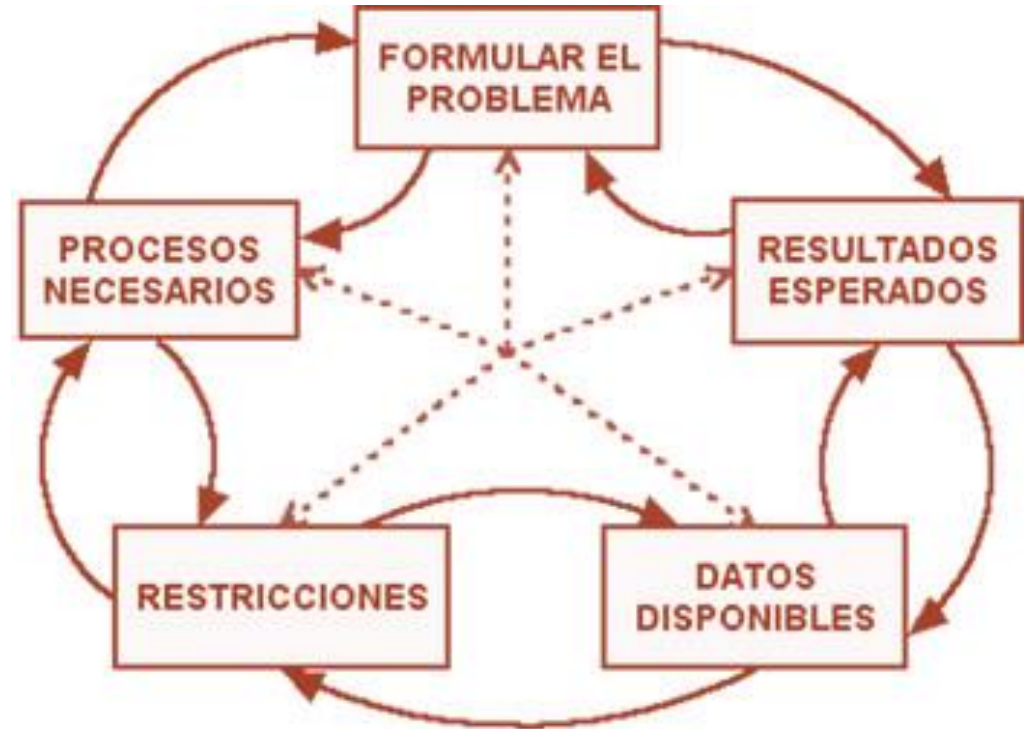 FORMULAR EL
PROBLEMA
PROCESOS
NECESARIOS
RESULTADOS
ESPERADOS
RESTRICCIONES
DATOS
DISPONIBLES